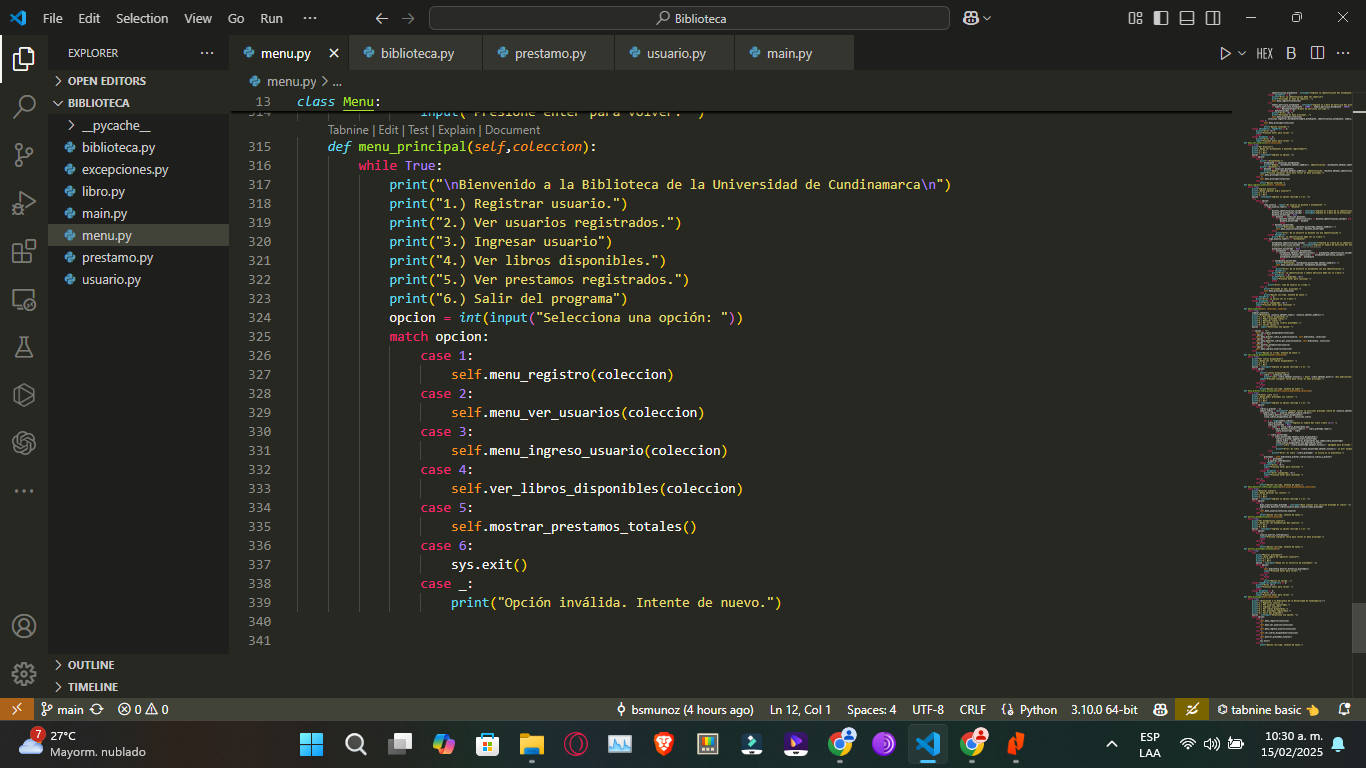 File Edit Selection View Go Run ··· Biblioteca
EXPLORER ···
OPEN EDITORS
BIBLIOTECA
__pycache__
biblioteca.py
excepciones.py
libro.py
main.py
menu.py
prestamo.py
usuario.py
OUTLINE
TIMELINE
menu.py biblioteca.py prestamo.py usuario.py main.py HEX B ···
menu.py > ...
13 class Menu:
314 input("Presione enter para volver: ")
Tabnine | Edit | Test | Explain | Document
315 def menu_principal(self,coleccion):
316 while True:
317 print("\nBienvenido a la Biblioteca de la Universidad de Cundinamarca\n")
318 print("1.) Registrar usuario.")
319 print("2.) Ver usuarios registrados.")
320 print("3.) Ingresar usuario")
321 print("4.) Ver libros disponibles.")
322 print("5.) Ver prestamos registrados.")
323 print("6.) Salir del programa")
324 opcion = int(input("Selecciona una opción: "))
325 match opcion:
326 case 1:
327 self.menu_registro(coleccion)
328 case 2:
329 self.menu_ver_usuarios(coleccion)
330 case 3:
331 self.menu_ingreso_usuario(coleccion)
332 case 4:
333 self.ver_libros_disponibles(coleccion)
334 case 5:
335 self.mostrar_prestamos_totales()
336 case 6:
337 sys.exit()
338 case _:
339 print("Opción inválida. Intente de nuevo.")
340
341
main 0 0 bsmunoz (4 hours ago) Ln 12, Col 1 Spaces: 4 UTF-8 CRLF Python 3.10.0 64-bit tabnine basic
7 27°C
Mayorm. nublado
ESP
LAA
10:30 a. m.
15/02/2025